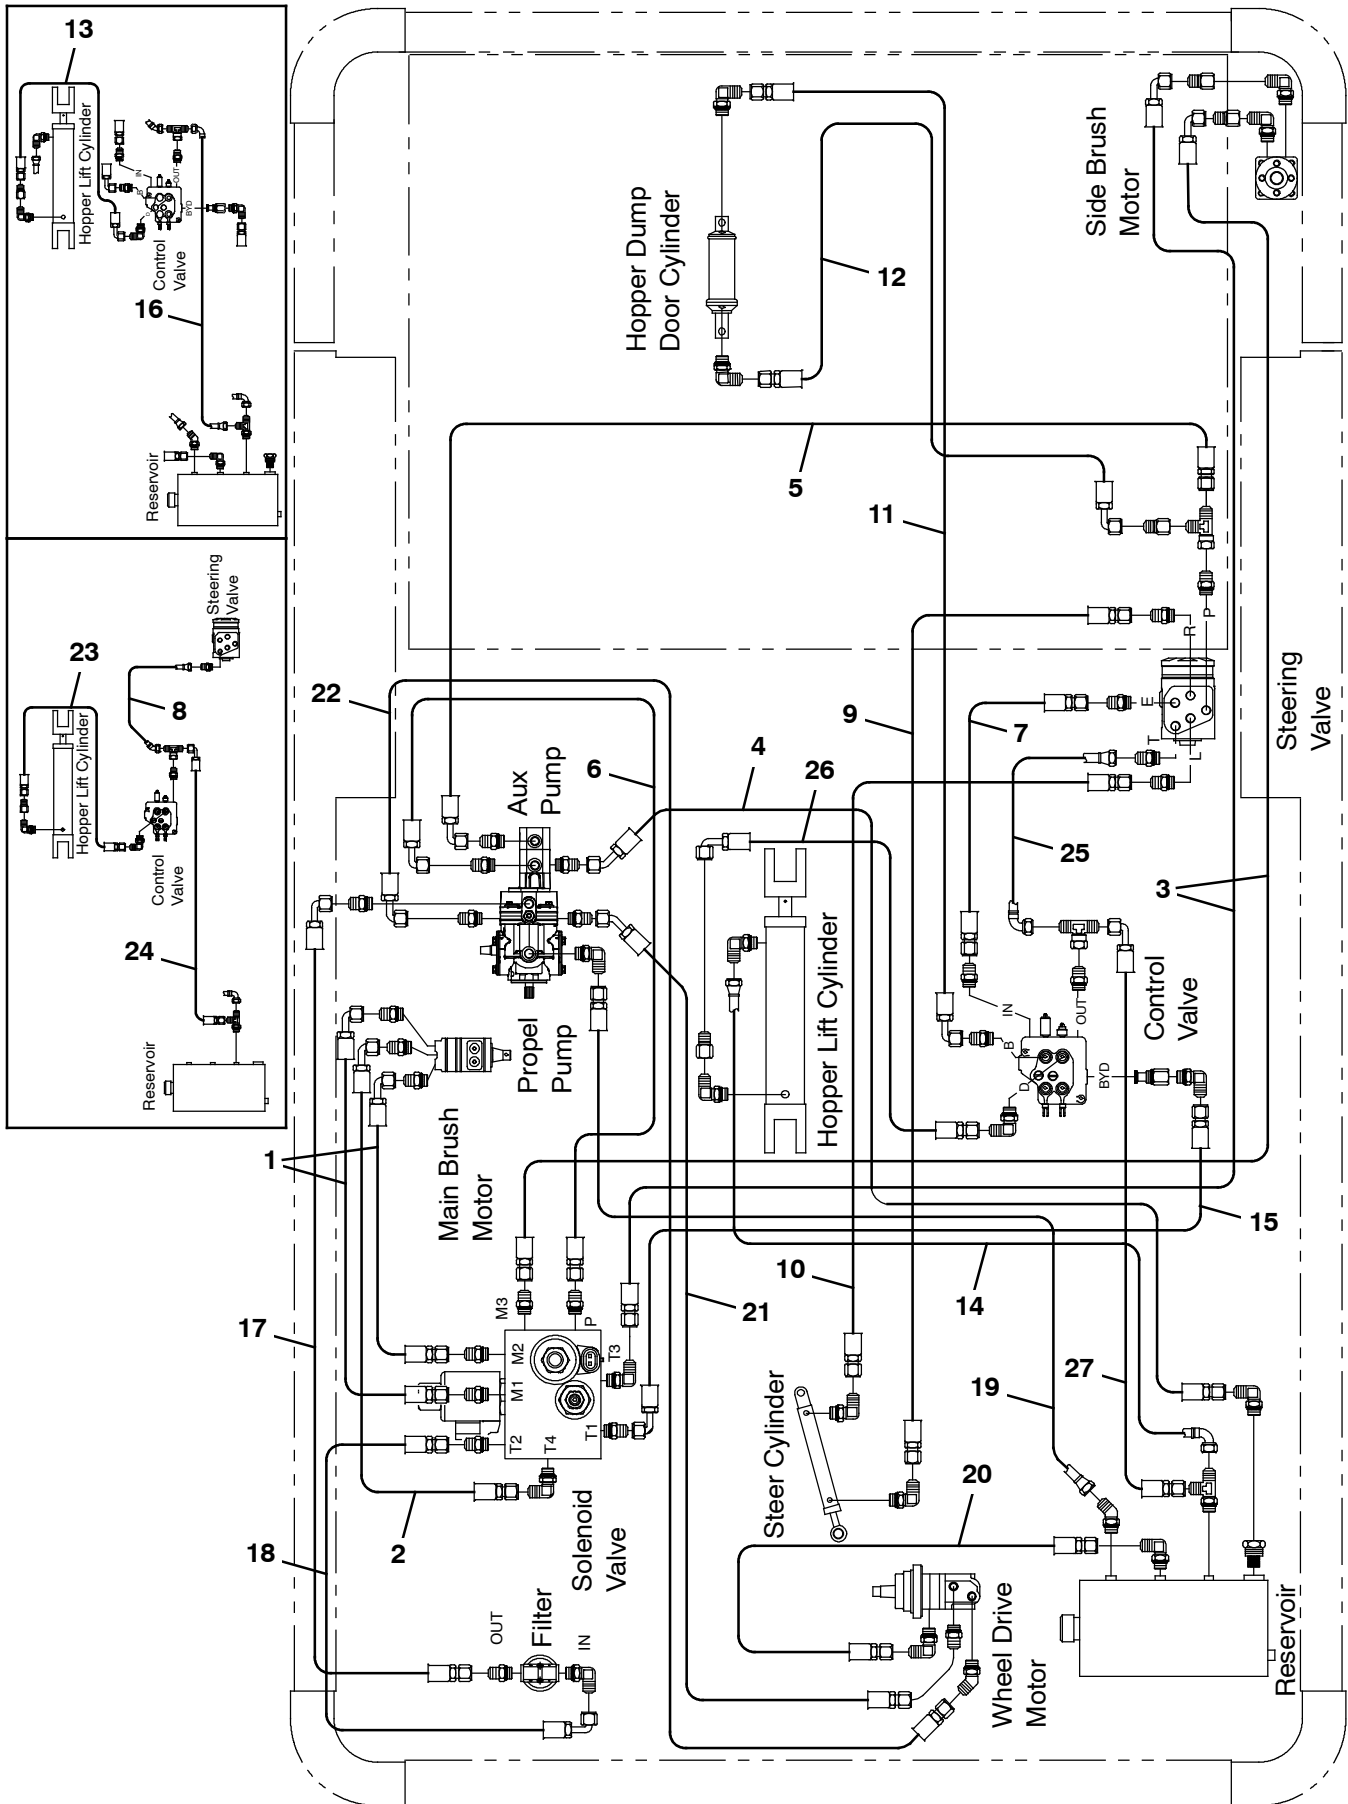 13
Hopper Lift Cylinder
IN
B
D
OUT
BYD
Control
Valve
16
Reservoir
Steering
Valve
23
8
Hopper Lift Cylinder
Control
Valve
24
Reservoir
Side Brush
Motor
Hopper Dump
Door Cylinder
12
5
11
R
P
E
T
L
Steering
Valve
22
9
7
4
26
6
Aux
Pump
25
3
Propel
Pump
Hopper Lift Cylinder
IN
B
D
OUT
BYD
Control
Valve
1
Main Brush
Motor
15
10
14
21
M3
P
17
M2
M1
T3
T2
T4
T1
19
27
Steer Cylinder
20
2
18
Solenoid
Valve
OUT
Filter
IN
Wheel Drive
Motor
Reservoir